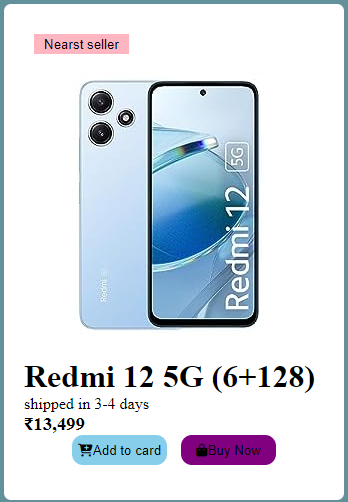 Nearst seller
Redmi 12 5G
Redmi
Redmi 12 5G (6+128)
shipped in 3-4 days
₹13,499
Add to card
Buy Now